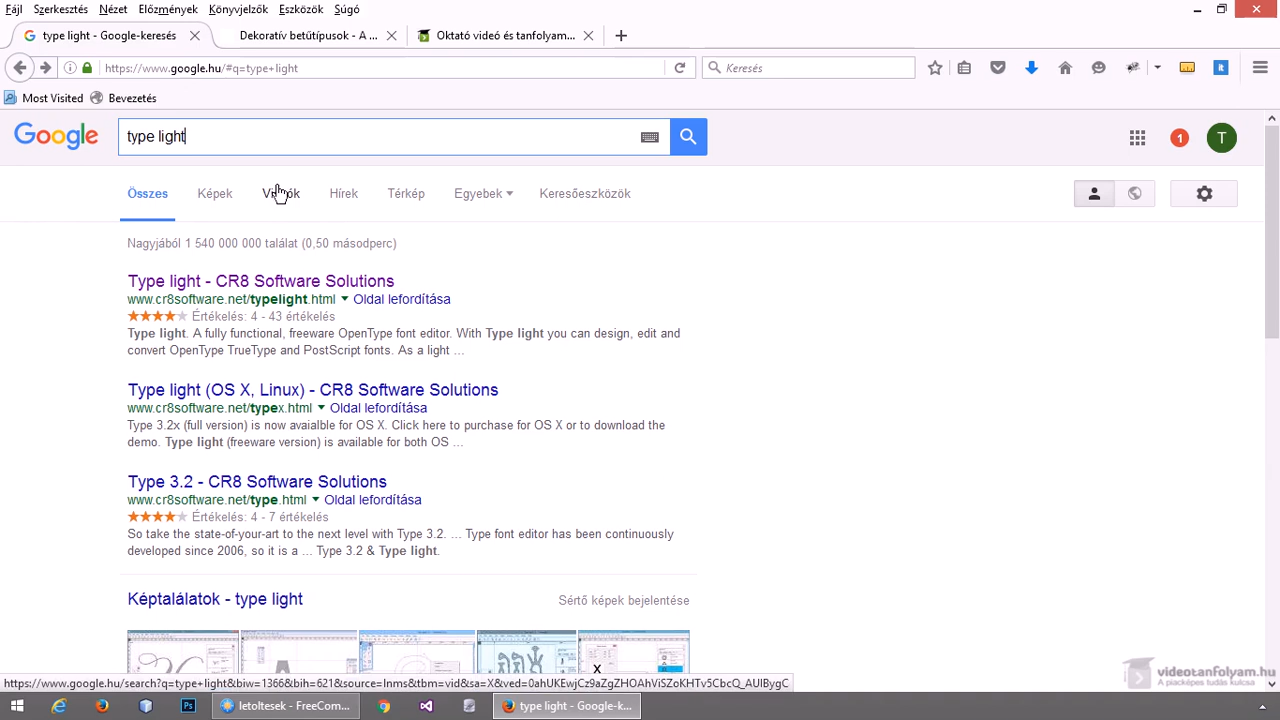 Fájl Szerkesztés Nézet Előzmények Könyvjelzők Eszközök Súgó
type light - Google-keresés Dekoratív betűtípusok - A ... Oktató videó és tanfolyam...
https://www.google.hu/#q=type+light Keresés
Most Visited Bevezetés
Google type light 1 T
Összes Képek Videók Hírek Térkép Egyebek Keresőeszközök
Nagyjából 1 540 000 000 találat (0,50 másodperc)
Type light - CR8 Software Solutions
www.cr8software.net/typelight.html Oldal lefordítása
Értékelés: 4 - 43 értékelés
Type light. A fully functional, freeware OpenType font editor. With Type light you can design, edit and
convert OpenType TrueType and PostScript fonts. As a light ...
Type light (OS X, Linux) - CR8 Software Solutions
www.cr8software.net/typex.html Oldal lefordítása
Type 3.2x (full version) is now avaialble for OS X. Click here to purchase for OS X or to download the
demo. Type light (freeware version) is available for both OS ...
Type 3.2 - CR8 Software Solutions
www.cr8software.net/type.html Oldal lefordítása
Értékelés: 4 - 7 értékelés
So take the state-of-your-art to the next level with Type 3.2. ... Type font editor has been continuously
developed since 2006, so it is a ... Type 3.2 & Type light.
Képtalálatok - type light Sértő képek bejelentése
https://www.google.hu/search?q=type+light&biw=1366&bih=621&source=lnms&tbm=vid&sa=X&ved=0ahUKEwjCz9aZgZHOAhViSZoKHTv5CbcQ_AUIBygC
videotanfolyam.hu
A piacképes tudás kulcsa
letoltesek - FreeCom... type light - Google-k...